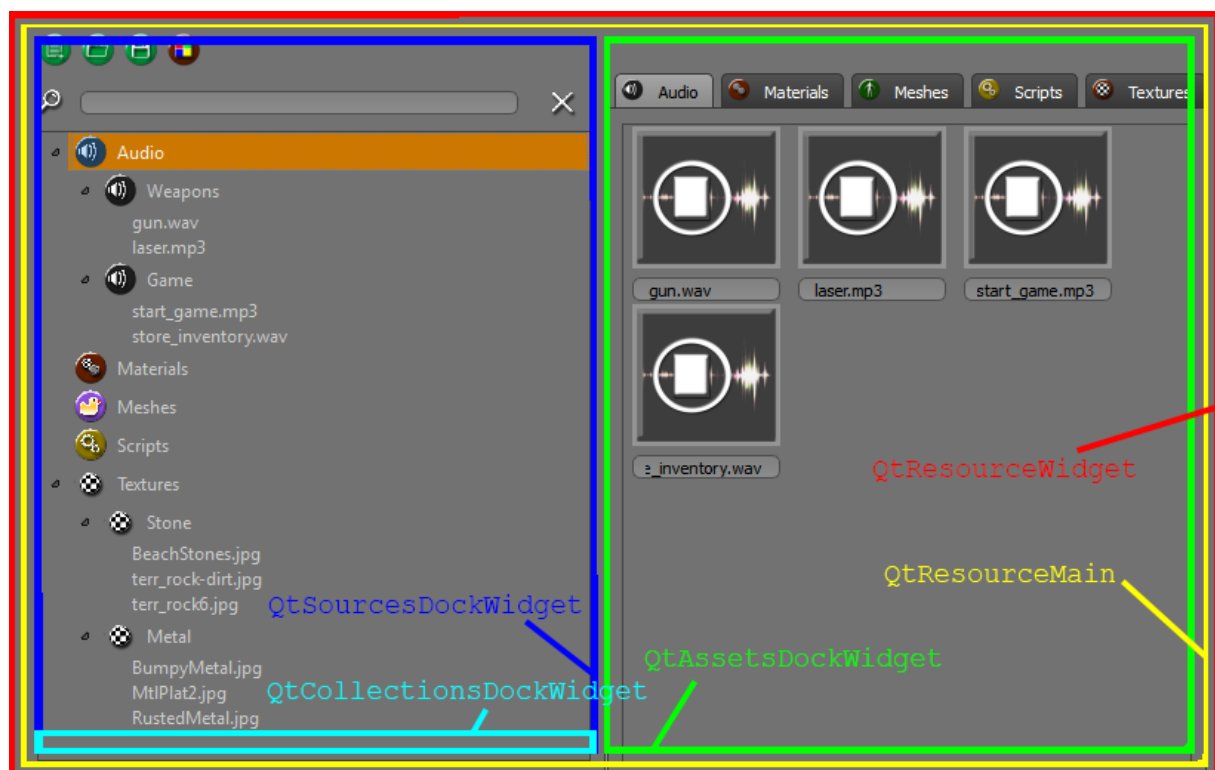 Audio
Weapons
gun.wav
laser.mp3
Game
start_game.mp3
store_inventory.wav
Materials
Meshes
Scripts
Textures
Stone
BeachStones.jpg
terr_rock-dirt.jpg
terr_rock6.jpg
QtSourcesDockWidget
Metal
BumpyMetal.jpg
MtlPlat2.jpg
QtCollectionsDockWidget
RustedMetal.jpg
Audio Materials Meshes Scripts Textures
gun.wav laser.mp3 start_game.mp3
e_inventory.wav
QtResourceWidget
QtResourceMain
QtAssetsDockWidget